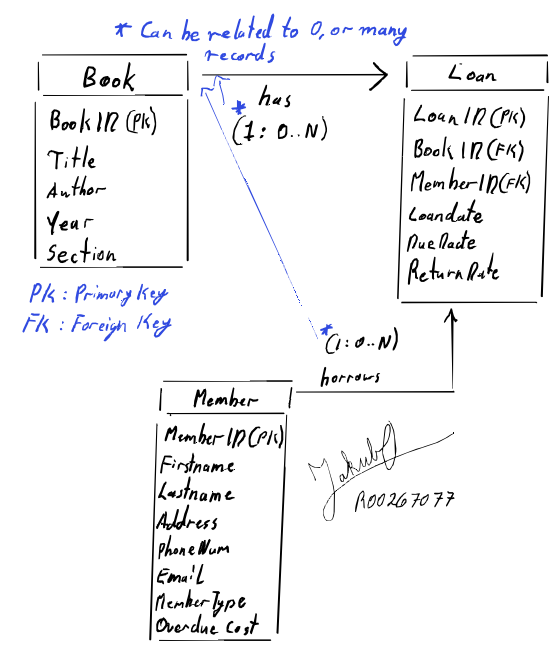 * Can be related to 0, or many
records
Book
BookID (PK)
Title
Author
Year
Section
has
*
(1: 0..N)
Loan
LoanID (PK)
BookID (FK)
MemberID (FK)
Loandate
DueDate
ReturnDate
PK : Primary Key
FK : Foreign Key
*
(1: 0..N)
borrows
Member
MemberID (PK)
Firstname
Lastname
Address
PhoneNum
Email
MemberType
Overdue Cost
Jakub
R00267077